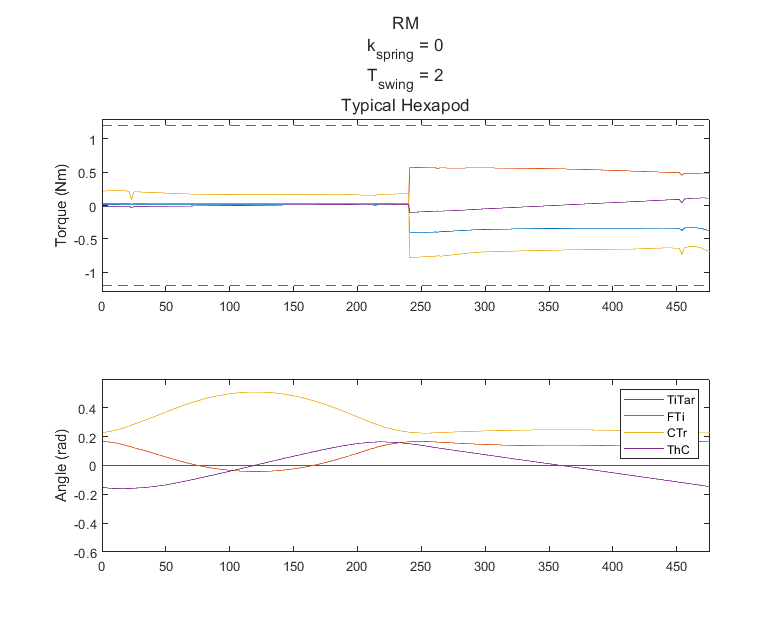 RM
k_spring = 0
T_swing = 2
Typical Hexapod
Torque (Nm)
1
0.5
0
-0.5
-1
0 50 100 150 200 250 300 350 400 450
Angle (rad)
0.4
0.2
0
-0.2
-0.4
-0.6
0 50 100 150 200 250 300 350 400 450
TiTar
FTi
CTr
ThC